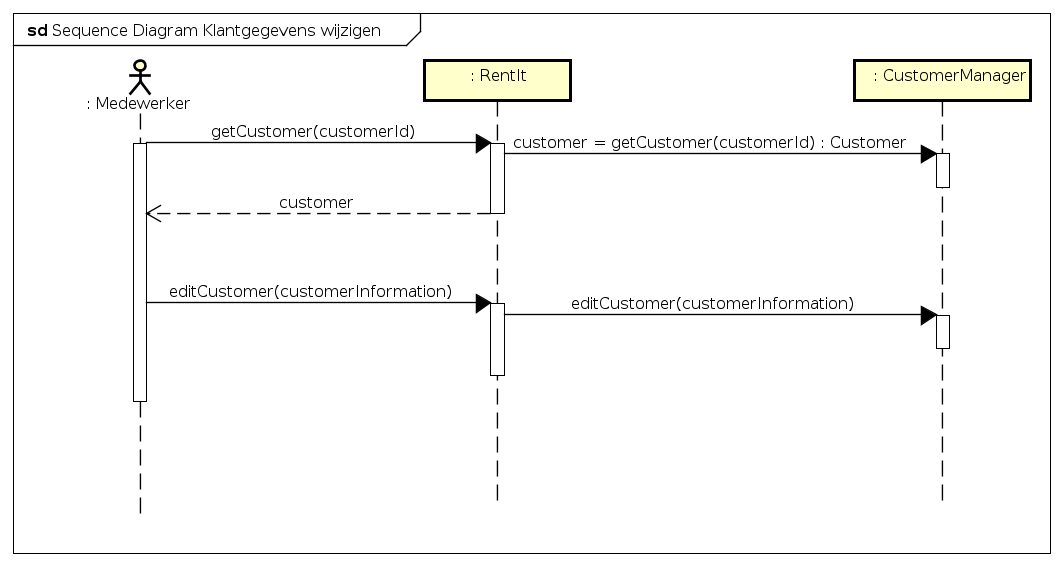 sd Sequence Diagram Klantgegevens wijzigen
: Medewerker
: RentIt
: CustomerManager
getCustomer(customerId)
customer = getCustomer(customerId) : Customer
customer
editCustomer(customerInformation)
editCustomer(customerInformation)